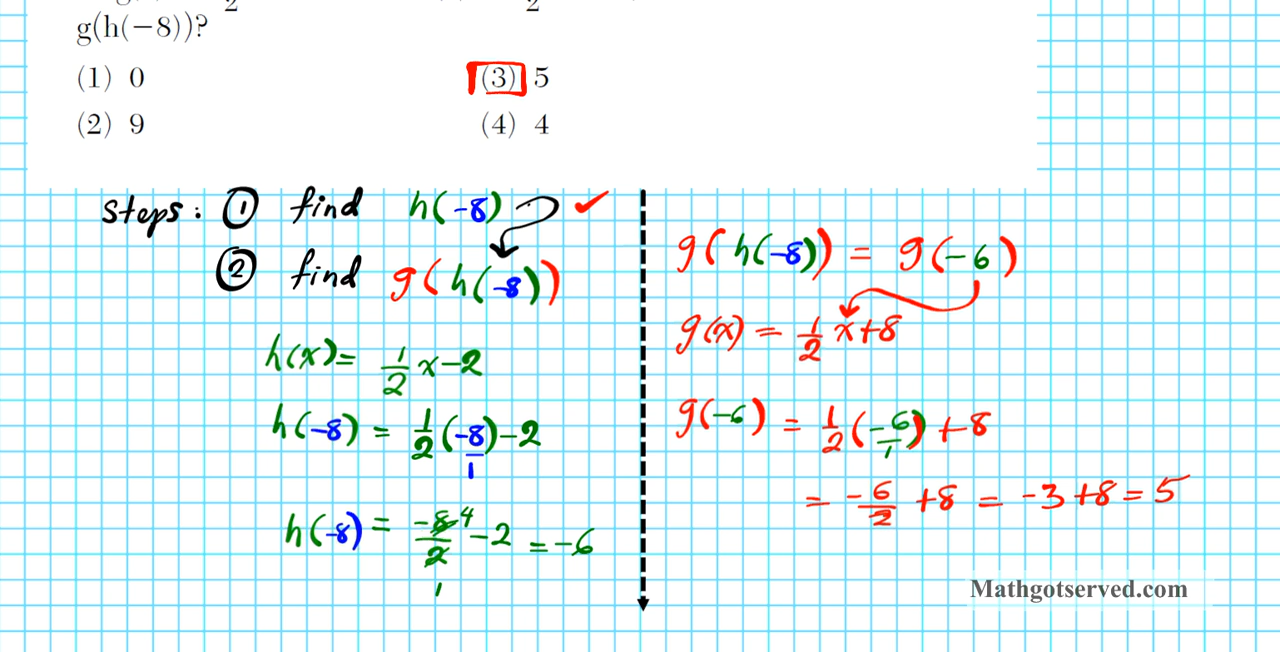 g(h(−8))?
(1) 0
(3) 5
(2) 9
(4) 4
steps: ① find h(-8) ✓
② find g(h(-8))
h(x)= 1/2 x-2
h(-8) = 1/2 (-8/1)-2
h(-8) = -8/2 4/1 -2 = -6
g(h(-8)) = g(-6)
g(x) = 1/2 x+8
g(-6) = 1/2 (-6/1) +8
= -6/2 +8 = -3+8=5
Mathgotserved.com